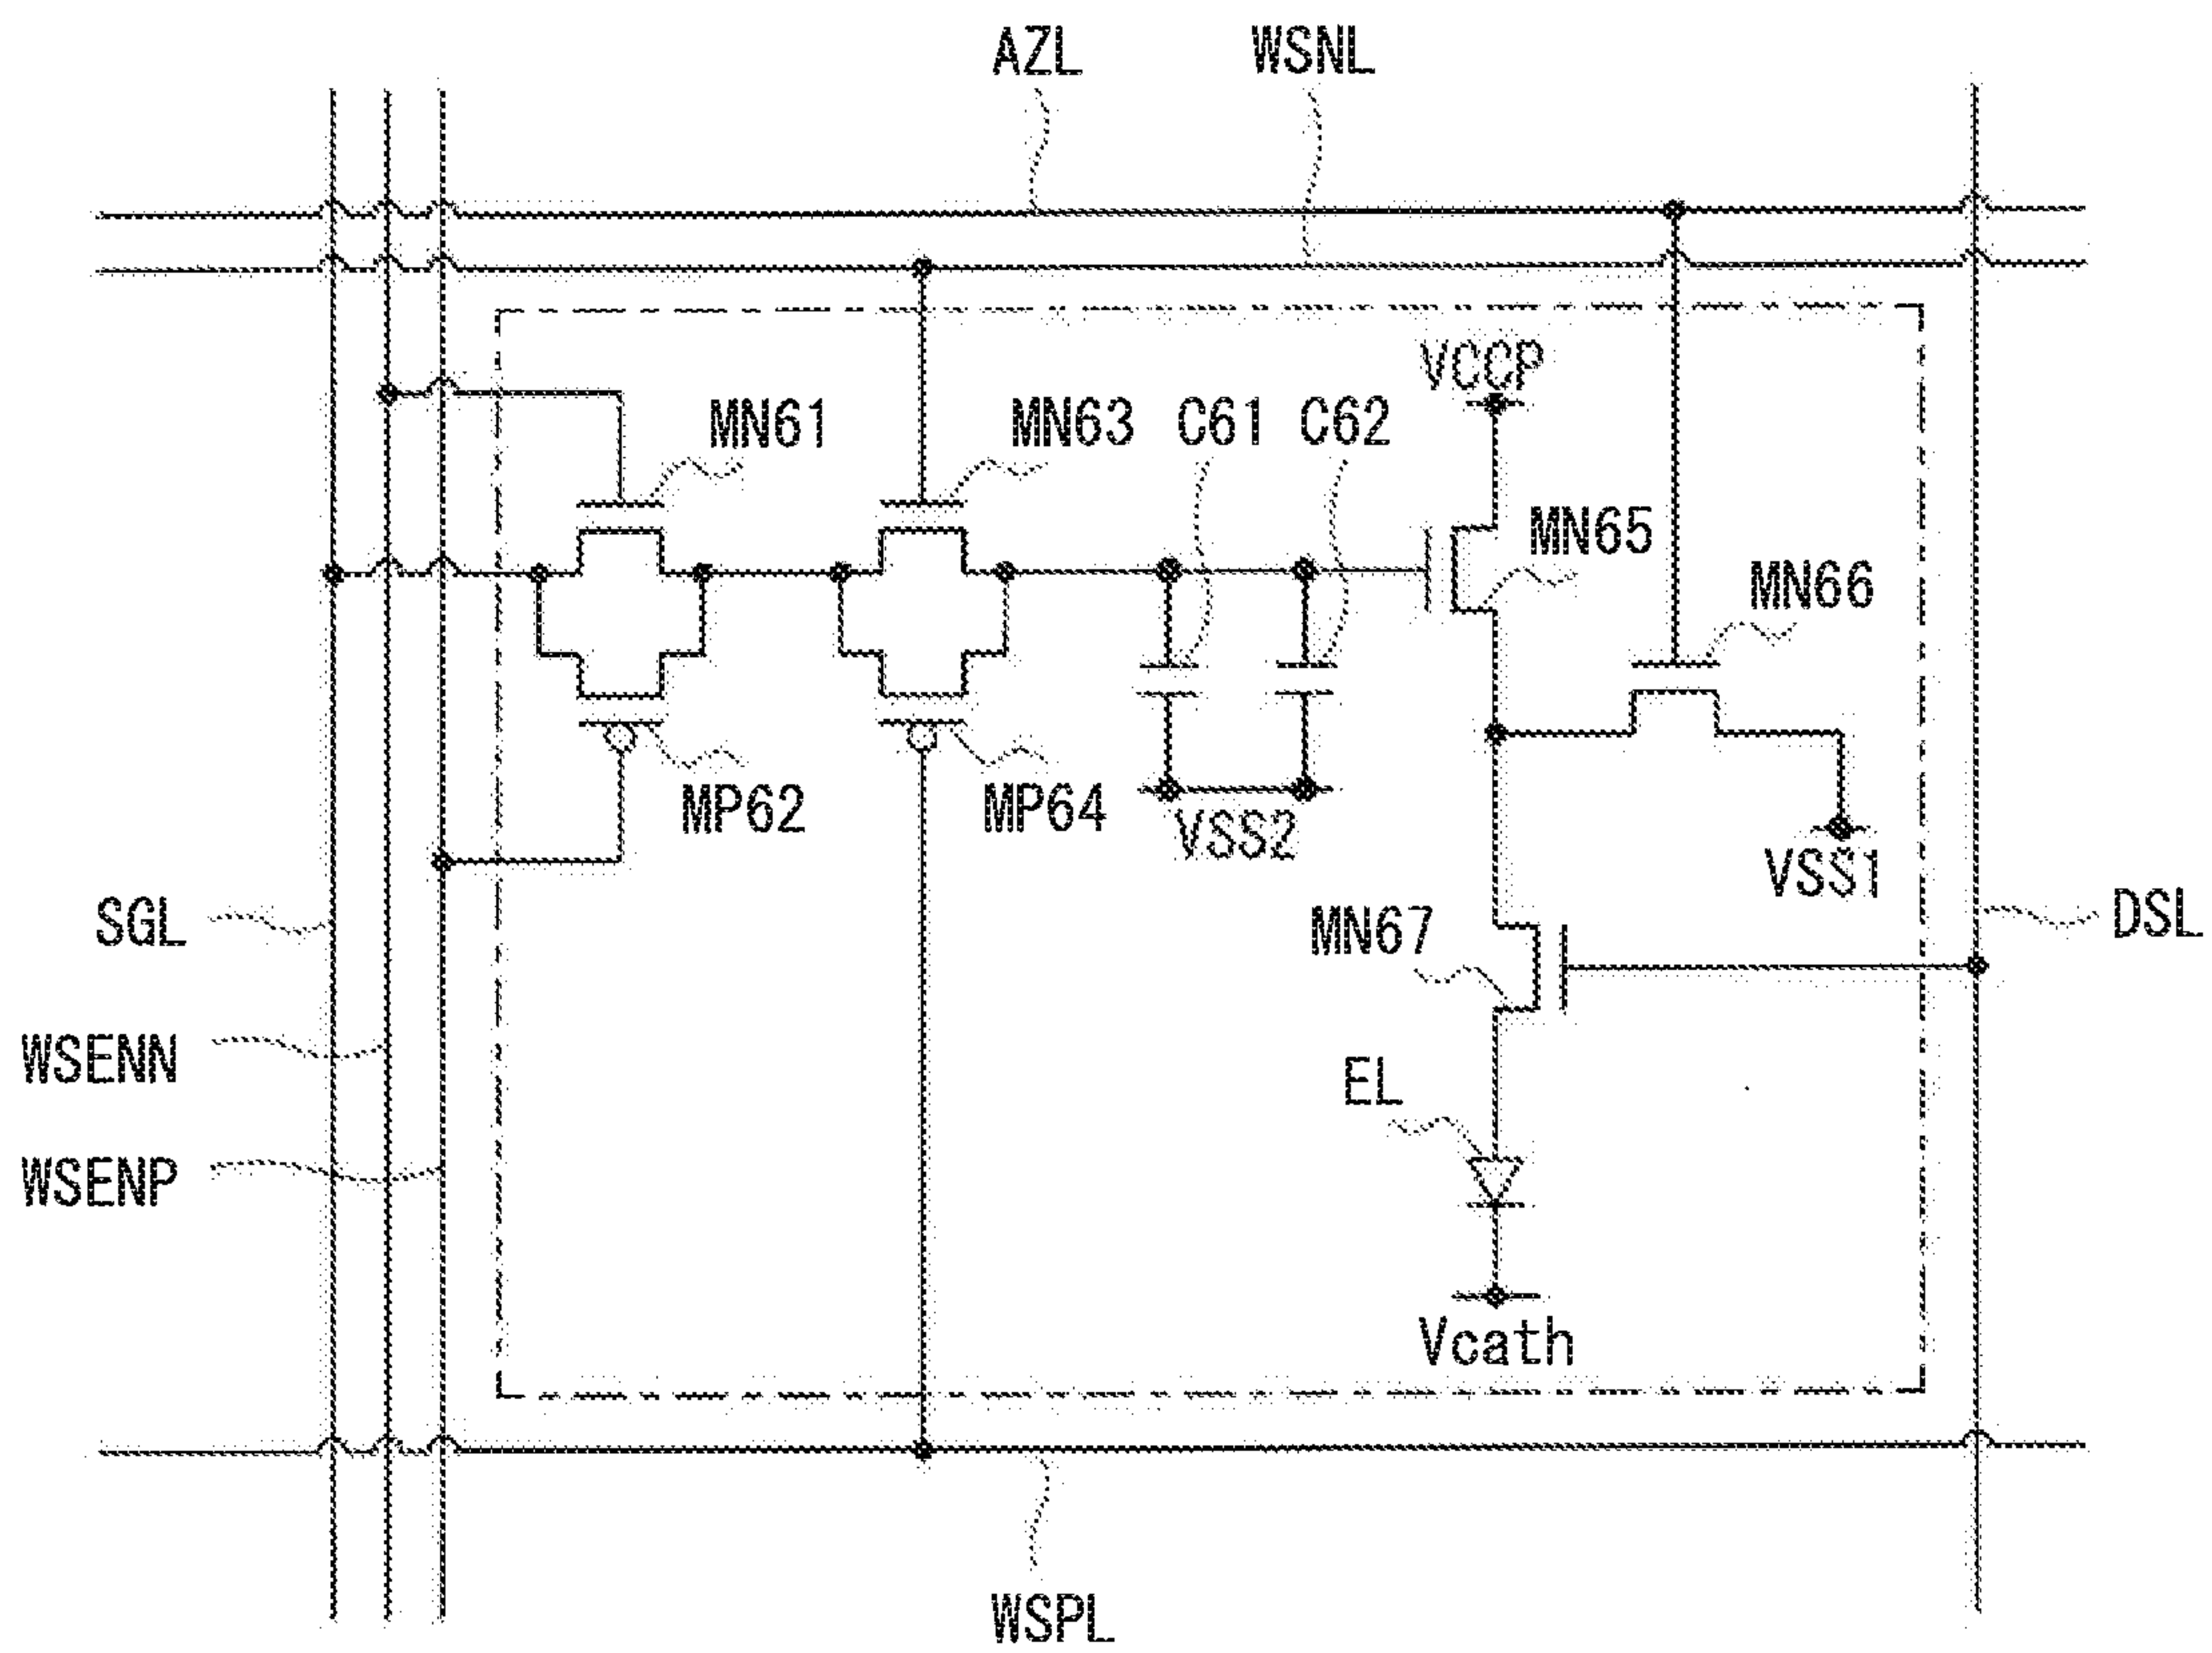 AZL
WSNL
VCCP
MN61
MN63
C61
C62
MN65
MN66
MP62
MP64
VSS2
VSS1
SGL
MN67
DSL
WSENN
EL
WSENP
Vcath
WSPL